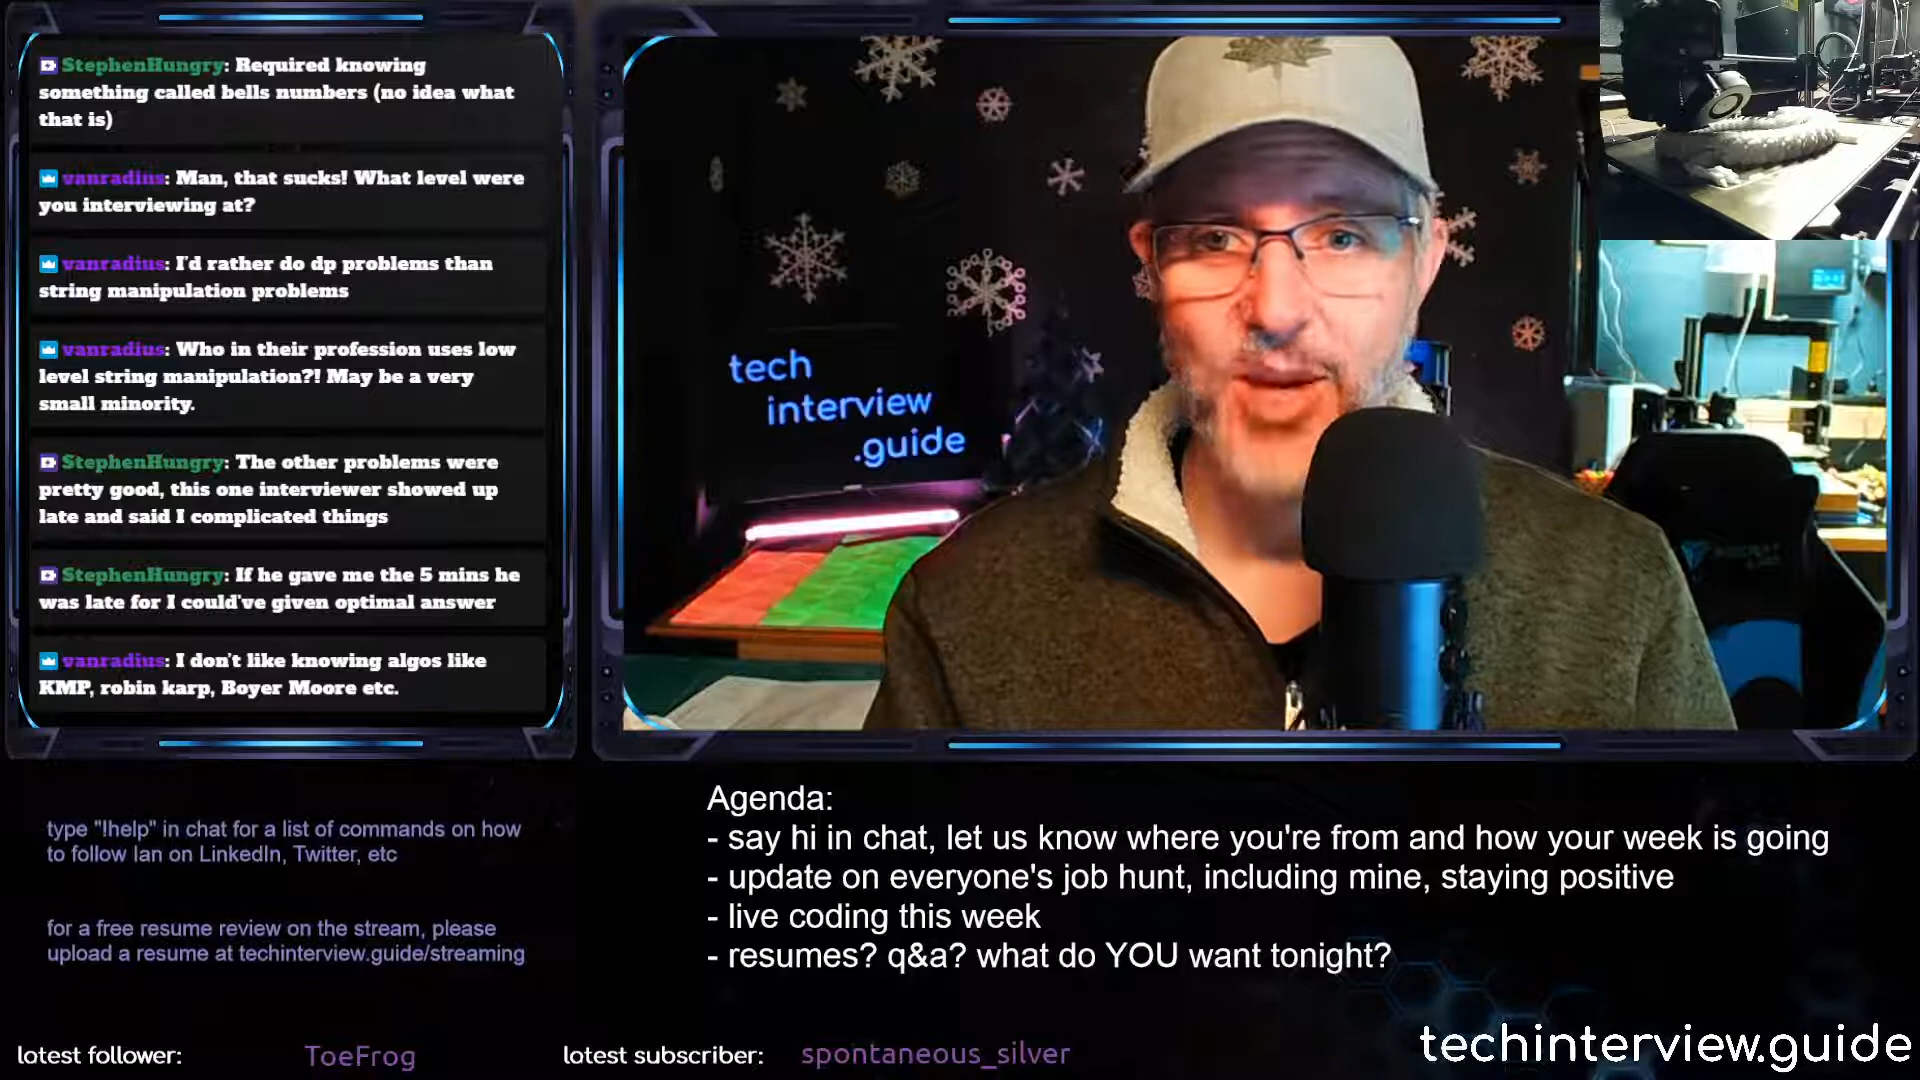 StephenHungry: Required knowing
something called bells numbers (no idea what
that is)
vanradius: Man, that sucks! What level were
you interviewing at?
vanradius: I'd rather do dp problems than
string manipulation problems
vanradius: Who in their profession uses low
level string manipulation?! May be a very
small minority.
StephenHungry: The other problems were
pretty good, this one interviewer showed up
late and said I complicated things
StephenHungry: If he gave me the 5 mins he
was late for I could've given optimal answer
vanradius: I don't like knowing algos like
KMP, robin karp, Boyer Moore etc.
tech
interview
.guide
type "!help" in chat for a list of commands on how
to follow Ian on LinkedIn, Twitter, etc
for a free resume review on the stream, please
upload a resume at techinterview.guide/streaming
Agenda:
- say hi in chat, let us know where you're from and how your week is going
- update on everyone's job hunt, including mine, staying positive
- live coding this week
- resumes? q&a? what do YOU want tonight?
latest follower: ToeFrog
latest subscriber: spontaneous_silver
techinterview.guide